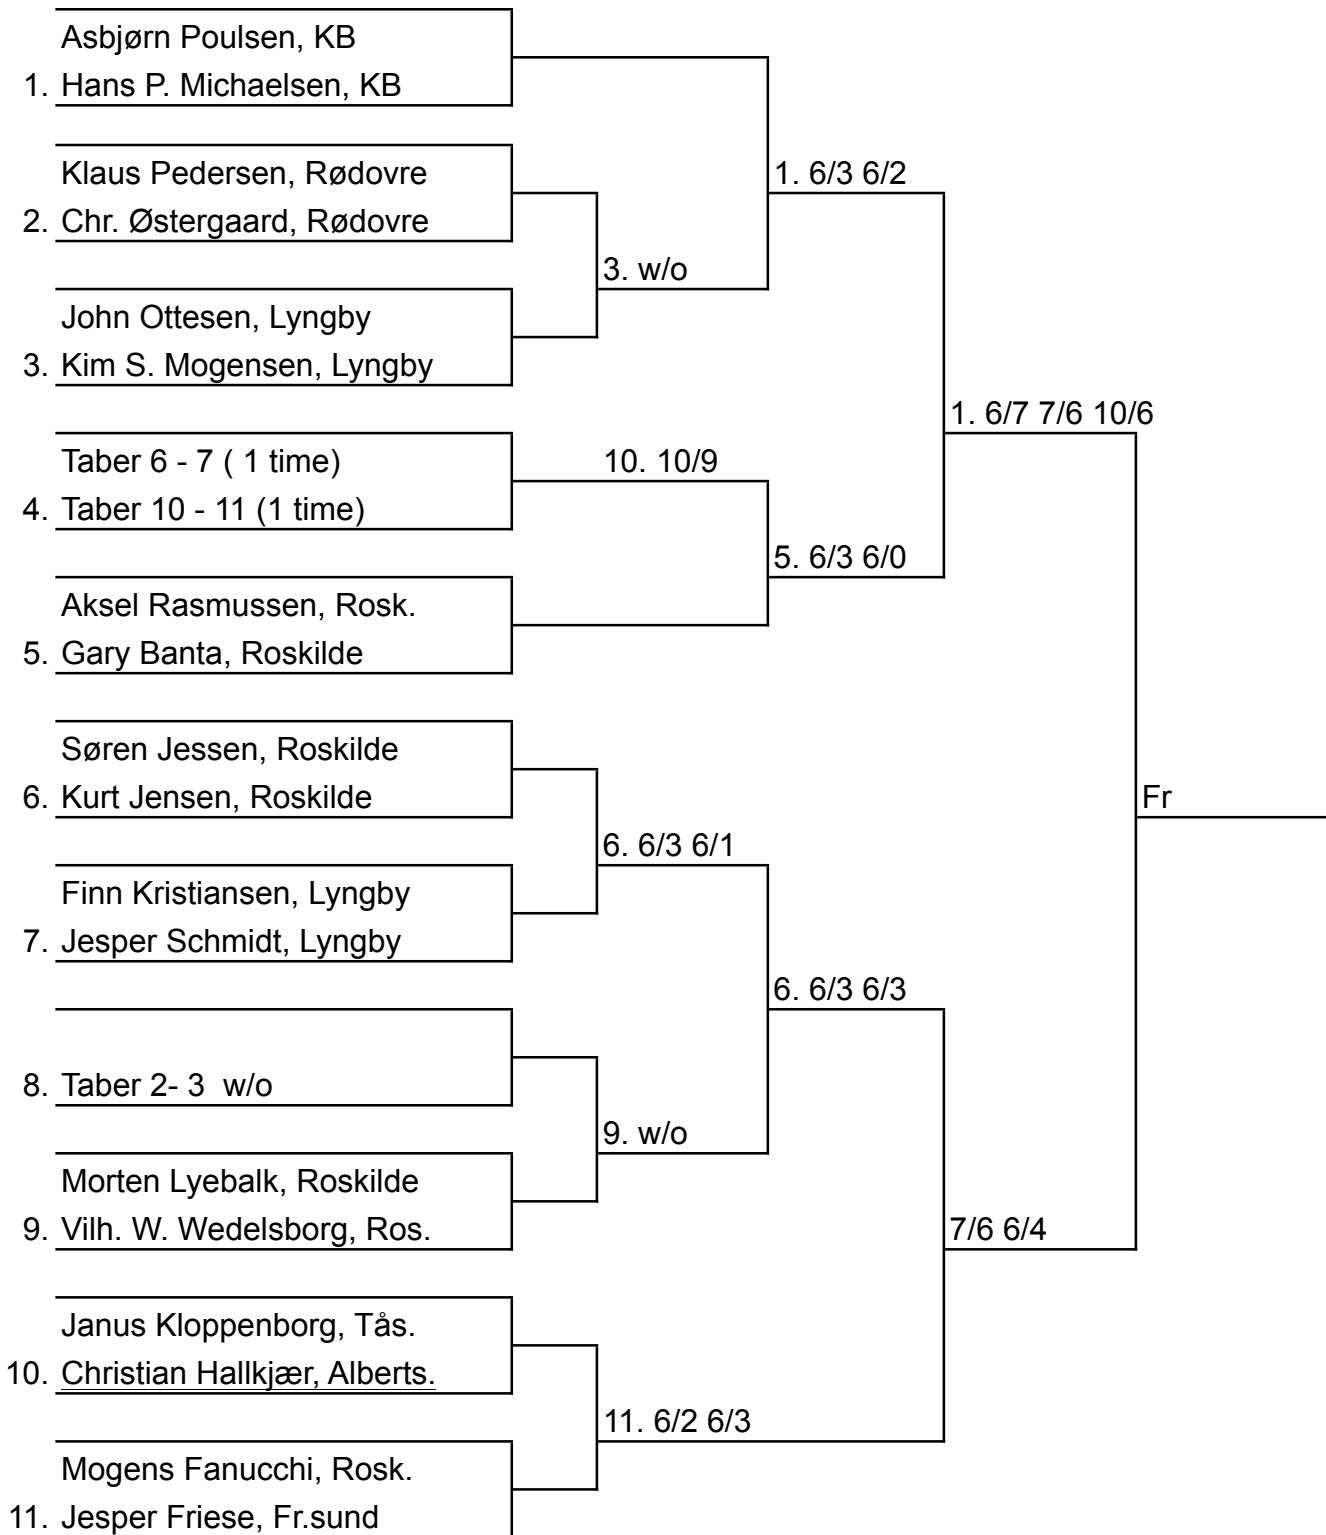 Asbjørn Poulsen, KB
1. Hans P. Michaelsen, KB
Klaus Pedersen, Rødovre
1. 6/3 6/2
2. Chr. Østergaard, Rødovre
3. w/o
John Ottesen, Lyngby
3. Kim S. Mogensen, Lyngby
1. 6/7 7/6 10/6
Taber 6 - 7 ( 1 time)
10. 10/9
4. Taber 10 - 11 (1 time)
5. 6/3 6/0
Aksel Rasmussen, Rosk.
5. Gary Banta, Roskilde
Søren Jessen, Roskilde
6. Kurt Jensen, Roskilde
Fr
6. 6/3 6/1
Finn Kristiansen, Lyngby
7. Jesper Schmidt, Lyngby
6. 6/3 6/3
8. Taber 2- 3 w/o
9. w/o
Morten Lyebalk, Roskilde
9. Vilh. W. Wedelsborg, Ros.
7/6 6/4
Janus Kloppenborg, Tås.
10. Christian Hallkjær, Alberts.
11. 6/2 6/3
Mogens Fanucchi, Rosk.
11. Jesper Friese, Fr.sund